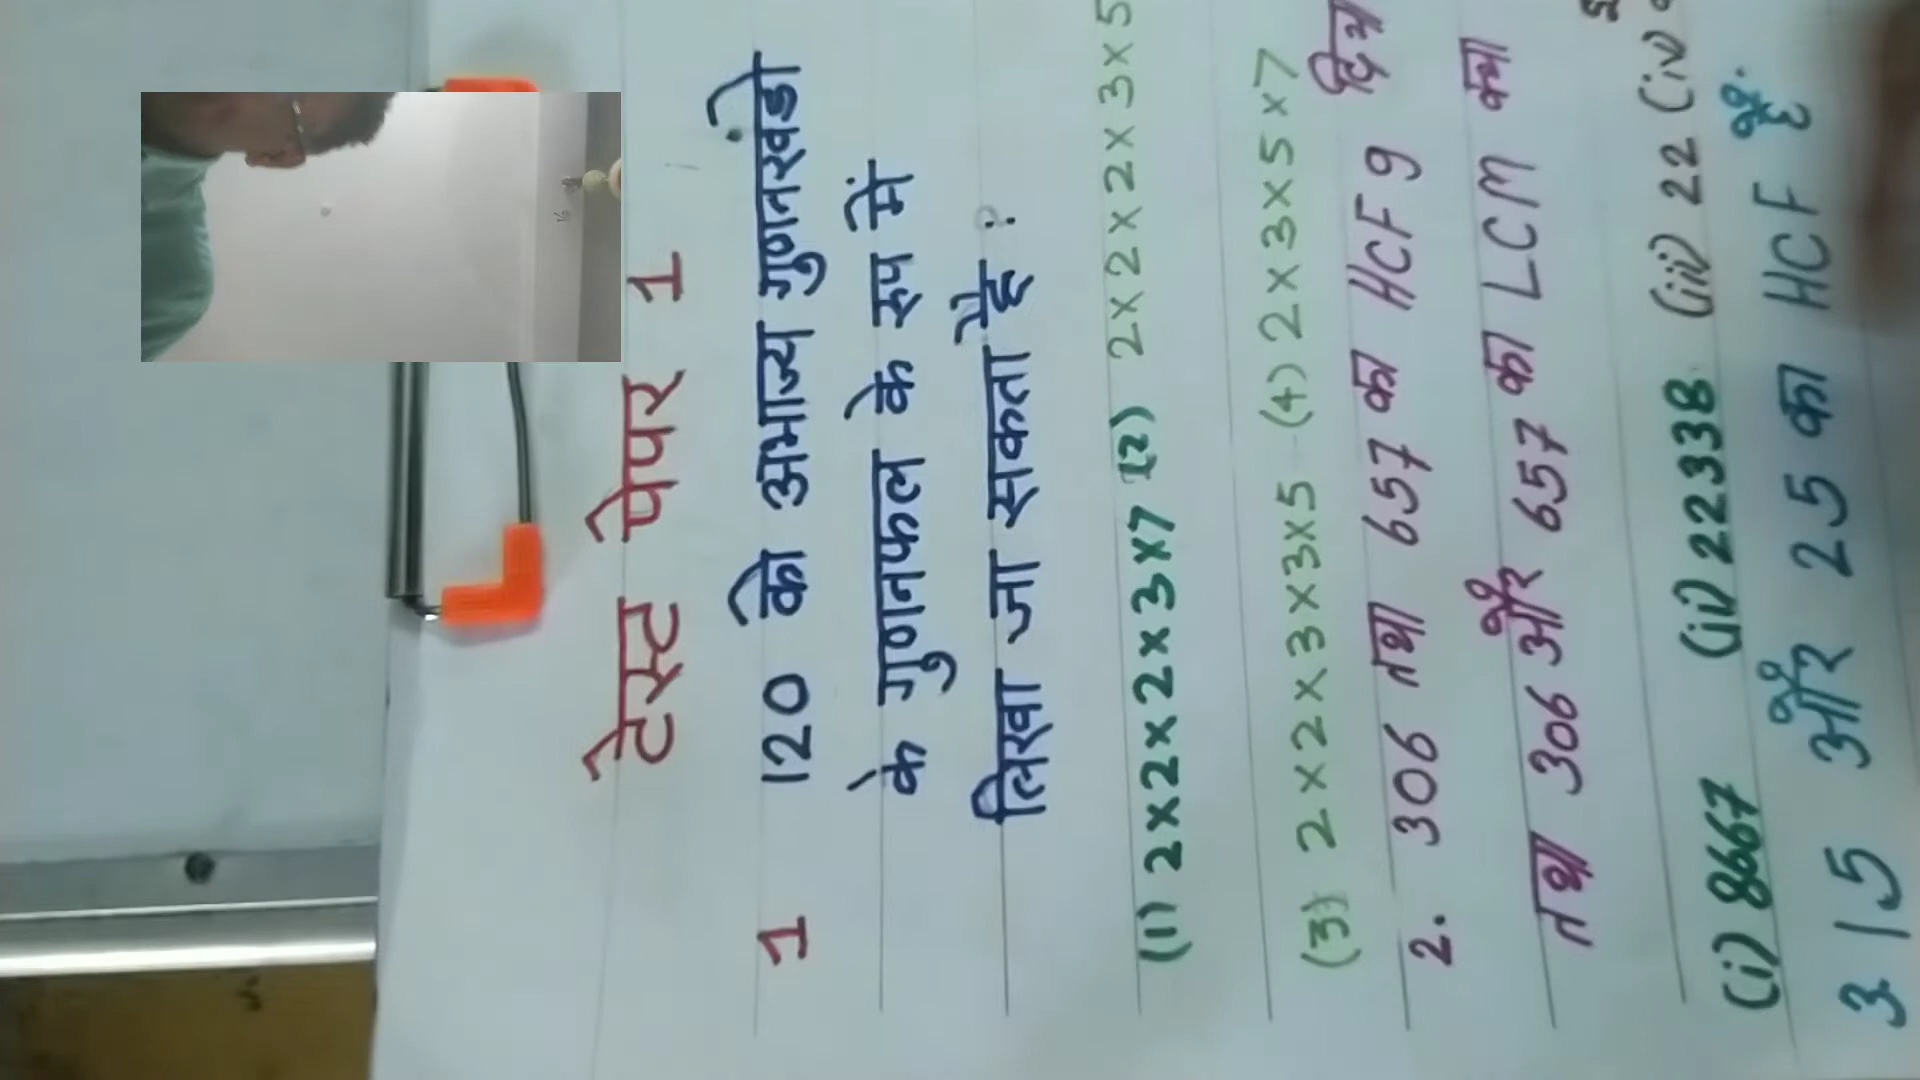 टेस्ट पेपर 1
1 120 को अभाज्य गुणनखंडो
के गुणनफल के रूप में
लिखा जा सकता है :
(1) 2×2×2×3×7 (2) 2×2×2×2×3×5
(3) 2×2×3×3×5 (4) 2×3×5×7
2. 306 तथा 657 का HCF 9
तथा 306 और 657 का LCM क्या
(i) 8667 (ii) 22338 (iii) 22 (iv)
3 15 और 25 का HCF है.